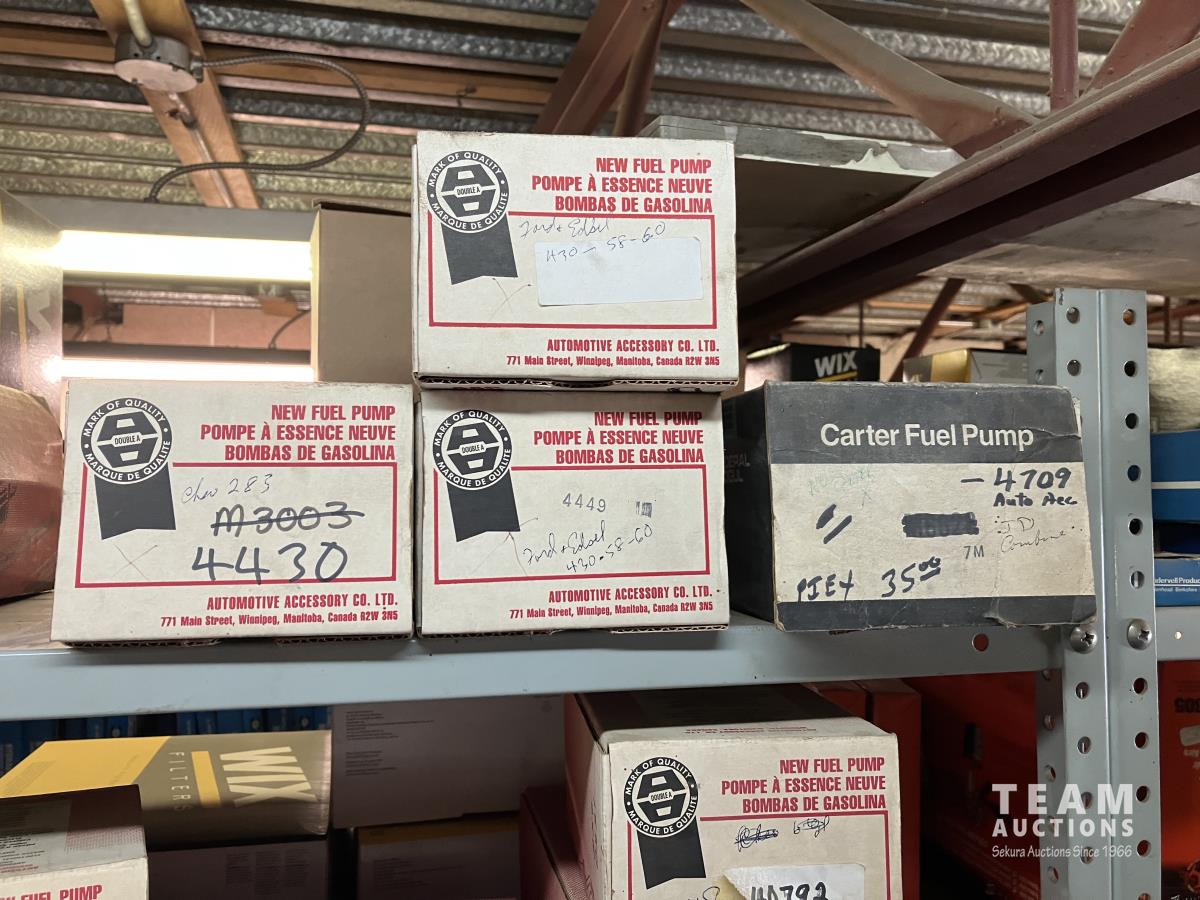 MARK OF QUALITY
DOUBLE A
MARQUE DE QUALITÉ
NEW FUEL PUMP
POMPE À ESSENCE NEUVE
BOMBAS DE GASOLINA
Ford & Edsel
430 - 58-60
AUTOMOTIVE ACCESSORY CO. LTD.
771 Main Street, Winnipeg, Manitoba, Canada R2W 3N5
MARK OF QUALITY
DOUBLE A
MARQUE DE QUALITÉ
NEW FUEL PUMP
POMPE À ESSENCE NEUVE
BOMBAS DE GASOLINA
Chev 283
M3003
4430
AUTOMOTIVE ACCESSORY CO. LTD.
771 Main Street, Winnipeg, Manitoba, Canada R2W 3N5
MARK OF QUALITY
DOUBLE A
MARQUE DE QUALITÉ
NEW FUEL PUMP
POMPE À ESSENCE NEUVE
BOMBAS DE GASOLINA
4449
Ford & Edsel
430-58-60
AUTOMOTIVE ACCESSORY CO. LTD.
771 Main Street, Winnipeg, Manitoba, Canada R2W 3N5
WIX
Carter Fuel Pump
- 4709
Auto Acc
JD
Combine
7M
35.00
WIX
FILTERS
NEW FUEL PUMP
MARK OF QUALITY
DOUBLE A
MARQUE DE QUALITÉ
NEW FUEL PUMP
POMPE À ESSENCE NEUVE
BOMBAS DE GASOLINA
6 cyl
40792
TEAM
AUCTIONS
Sekura Auctions Since 1966